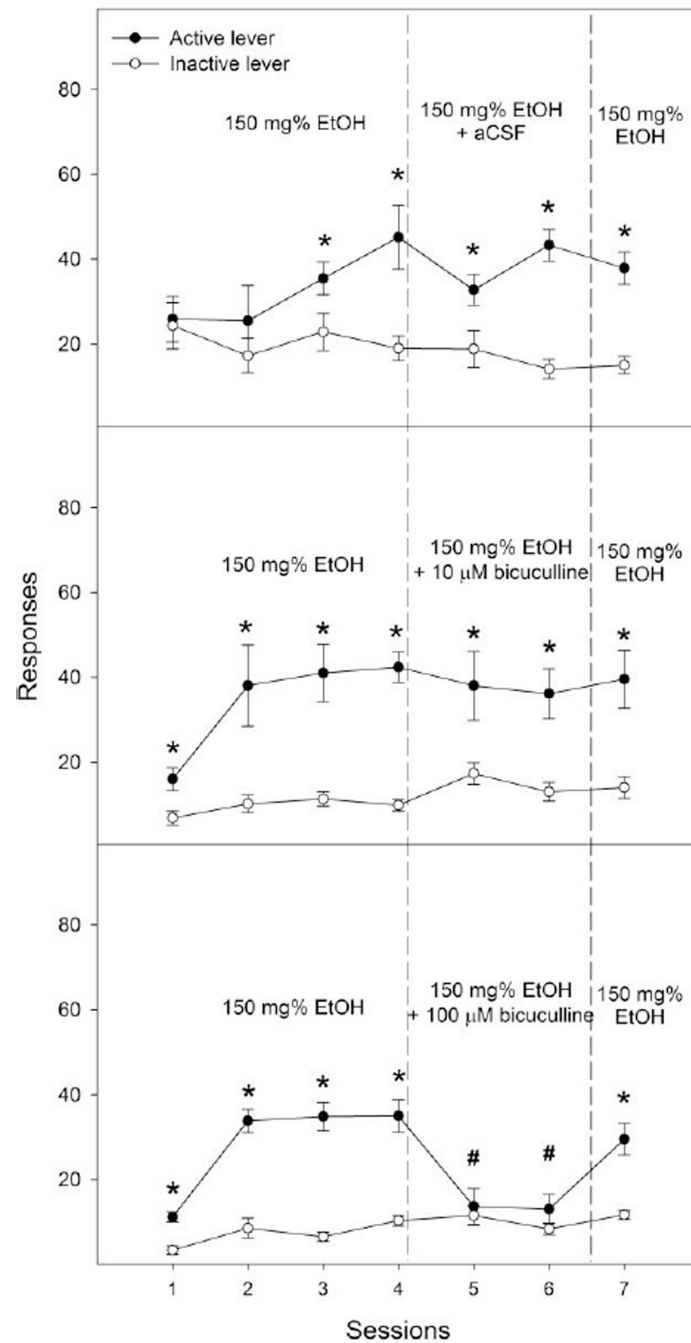 Active lever
Inactive lever
80
60
40
20
150 mg% EtOH
150 mg% EtOH
+ aCSF
150 mg%
EtOH
*
*
*
*
*
Responses
80
60
40
20
150 mg% EtOH
150 mg% EtOH
+ 10 μM bicuculline
150 mg%
EtOH
*
*
*
*
*
*
*
80
60
40
20
150 mg% EtOH
150 mg% EtOH
+ 100 μM bicuculline
150 mg%
EtOH
*
*
*
*
#
#
*
1 2 3 4 5 6 7
Sessions